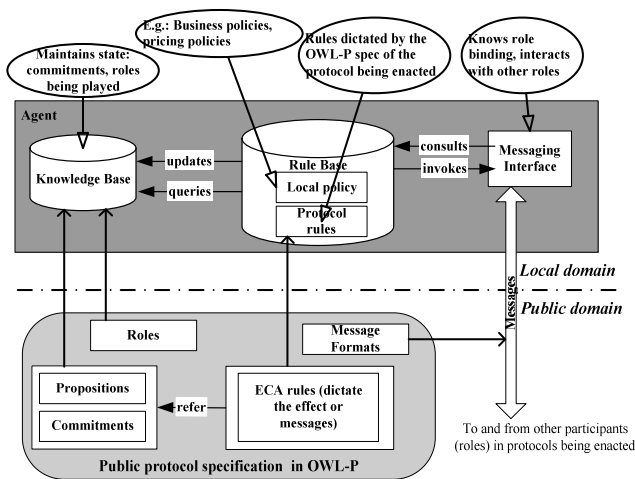 E.g.: Business policies,
pricing policies
Maintains state:
commitments, roles
being played
Rules dictated by the
OWL-P spec of the
protocol being enacted
Knows role
binding, interacts
with other roles
Agent
Knowledge Base
updates
queries
Rule Base
Local policy
Protocol
rules
consults
invokes
Messaging
Interface
Local domain
Public domain
Messages
Roles
Message
Formats
Propositions
Commitments
refer
ECA rules (dictate
the effect or
messages)
Public protocol specification in OWL-P
To and from other participants
(roles) in protocols being enacted